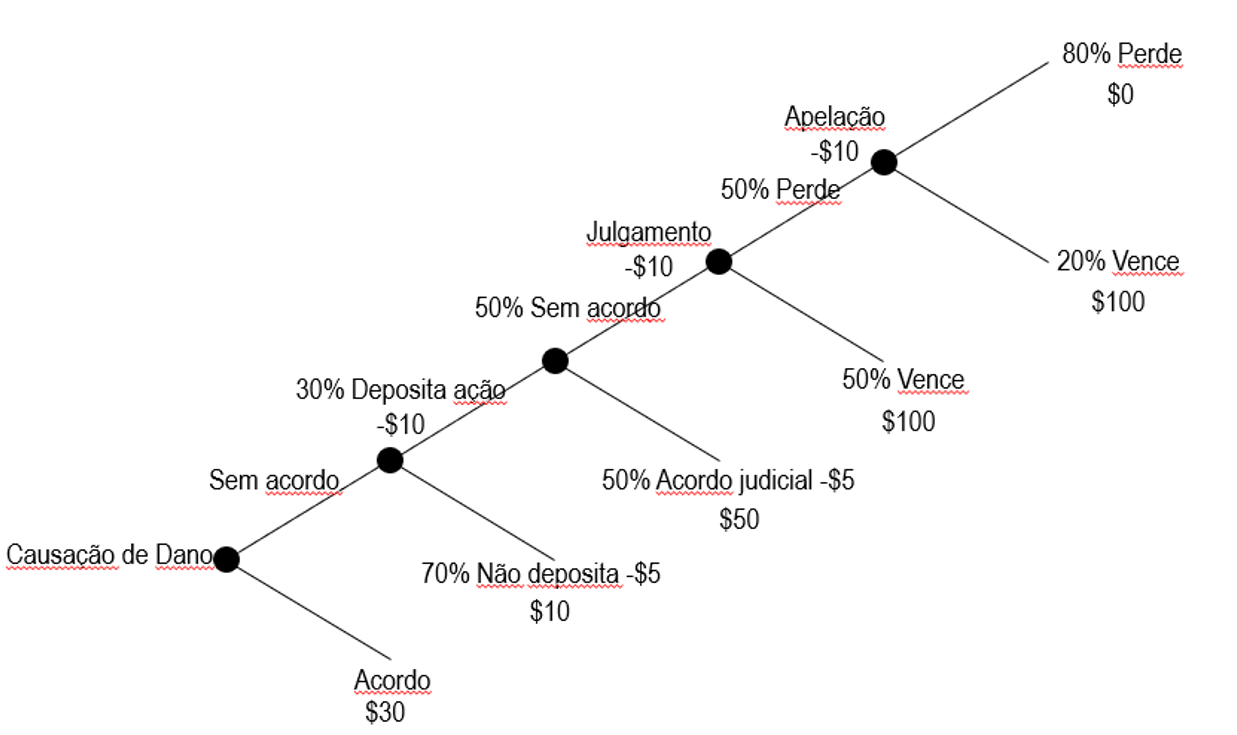 80% Perde
$0
Apelação
-$10
50% Perde
Julgamento
-$10
20% Vence
$100
50% Sem acordo
50% Vence
$100
30% Deposita ação
-$10
Sem acordo
50% Acordo judicial -$5
$50
Causação de Dano
70% Não deposita -$5
$10
Acordo
$30